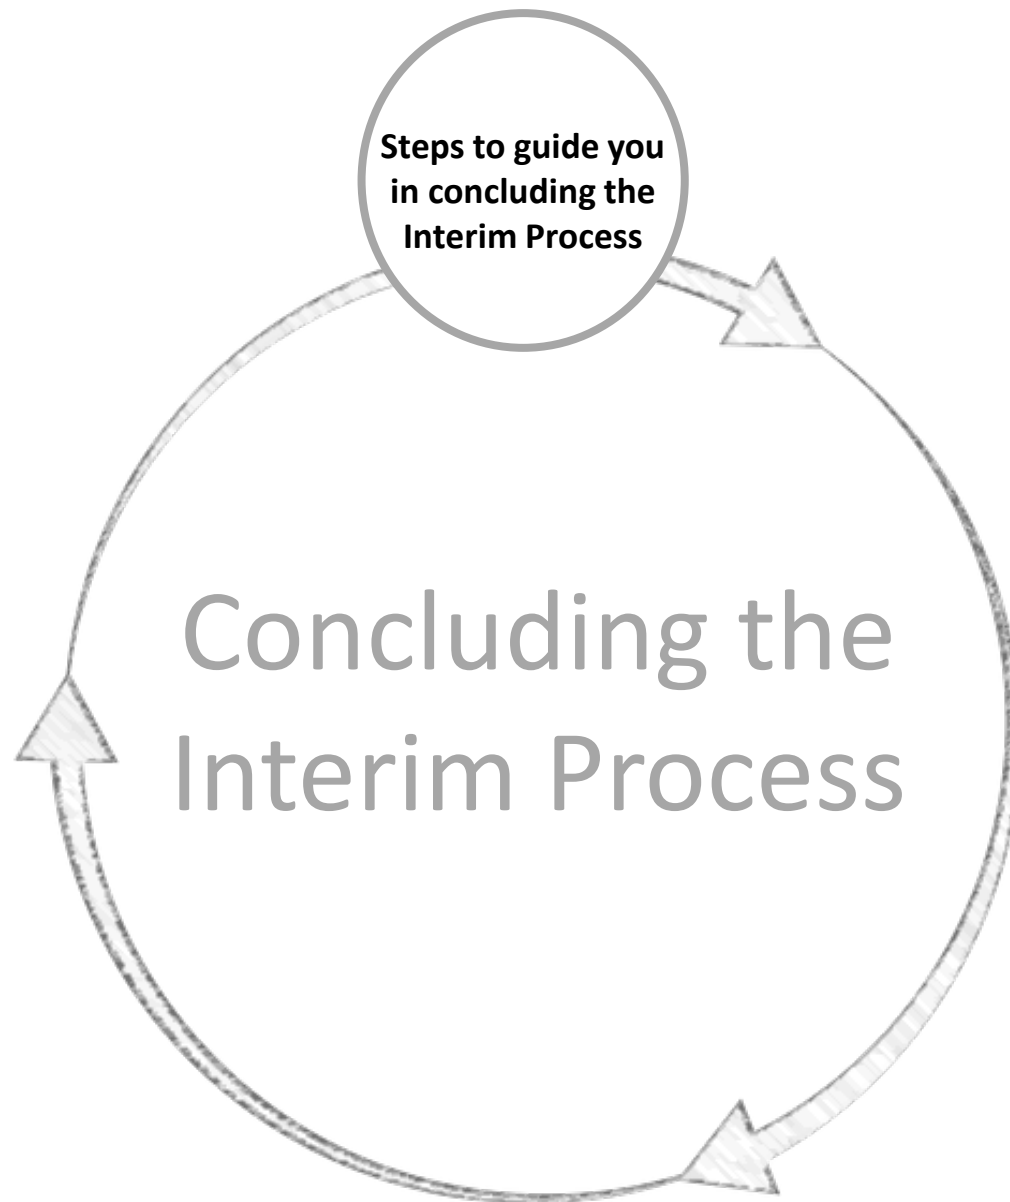 Steps to guide you
in concluding the
Interim Process
Concluding the
Interim Process